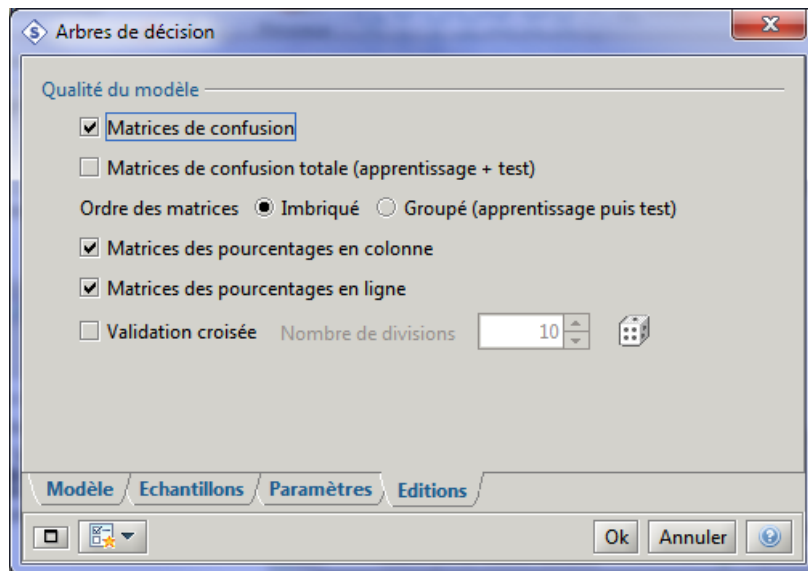 Arbres de décision
Qualité du modèle
Matrices de confusion
Matrices de confusion totale (apprentissage + test)
Ordre des matrices Imbriqué Groupé (apprentissage puis test)
Matrices des pourcentages en colonne
Matrices des pourcentages en ligne
Validation croisée Nombre de divisions 10
Modèle Echantillons Paramètres Editions
Ok Annuler